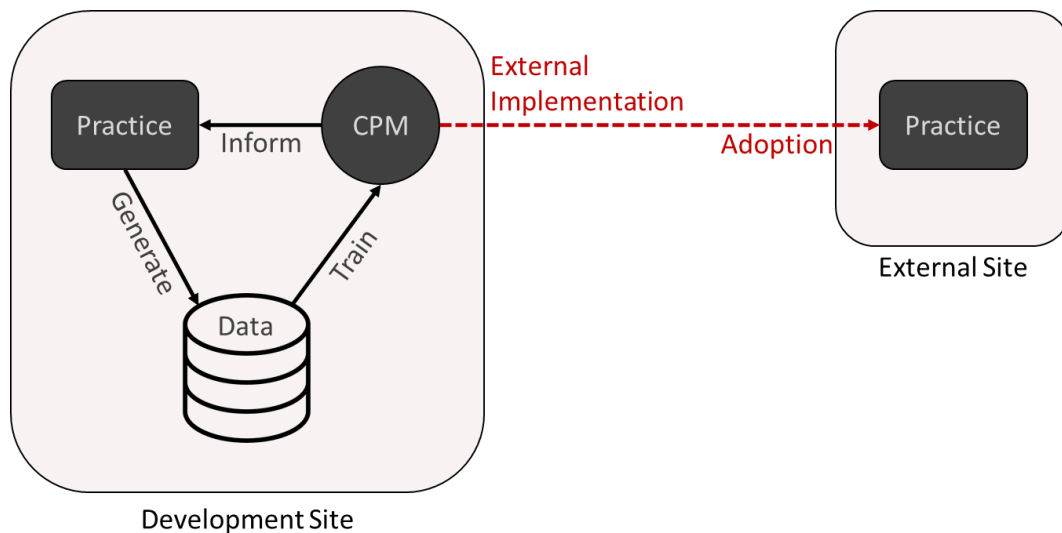 External
Implementation
Practice
CPM
Inform
Adoption
Practice
Generate
Train
Data
External Site
Development Site